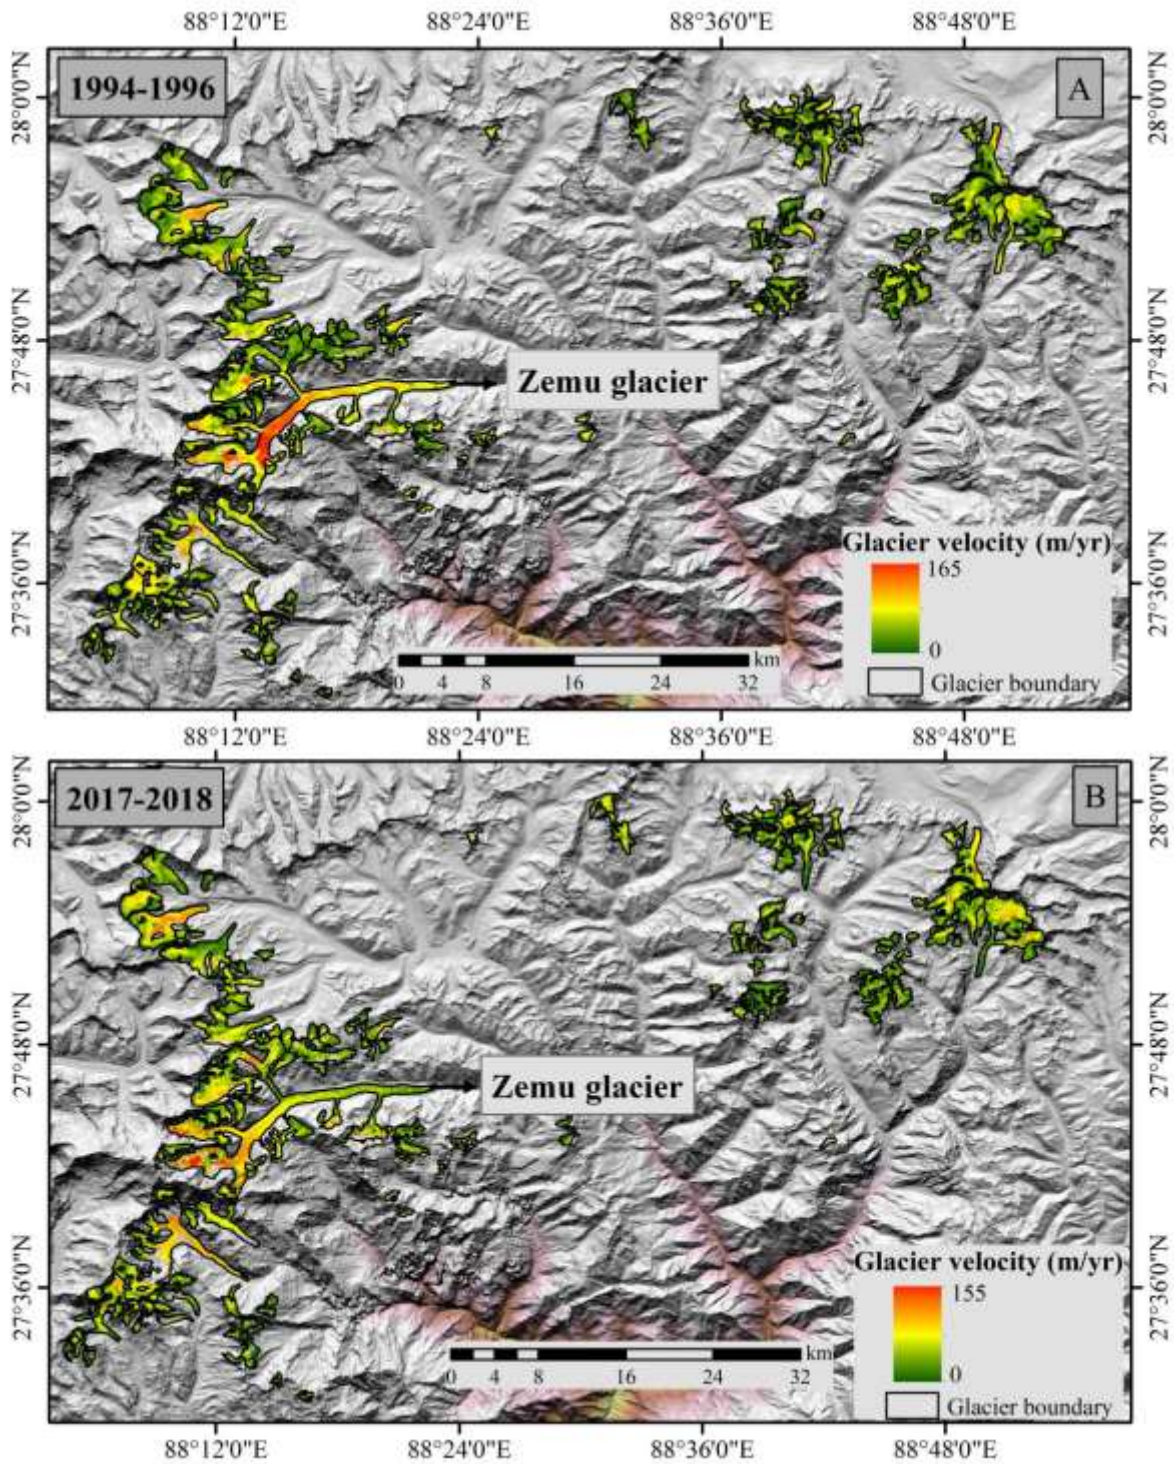 88°12'0"E 88°24'0"E 88°36'0"E 88°48'0"E
1994-1996
A
28°0'0"N
28°0'0"N
27°48'0"N
27°48'0"N
Zemu glacier
27°36'0"N
27°36'0"N
Glacier velocity (m/yr)
165
0
Glacier boundary
km
0 4 8 16 24 32
88°12'0"E 88°24'0"E 88°36'0"E 88°48'0"E
2017-2018
B
28°0'0"N
28°0'0"N
27°48'0"N
27°48'0"N
Zemu glacier
27°36'0"N
27°36'0"N
Glacier velocity (m/yr)
155
0
Glacier boundary
km
0 4 8 16 24 32
88°12'0"E 88°24'0"E 88°36'0"E 88°48'0"E